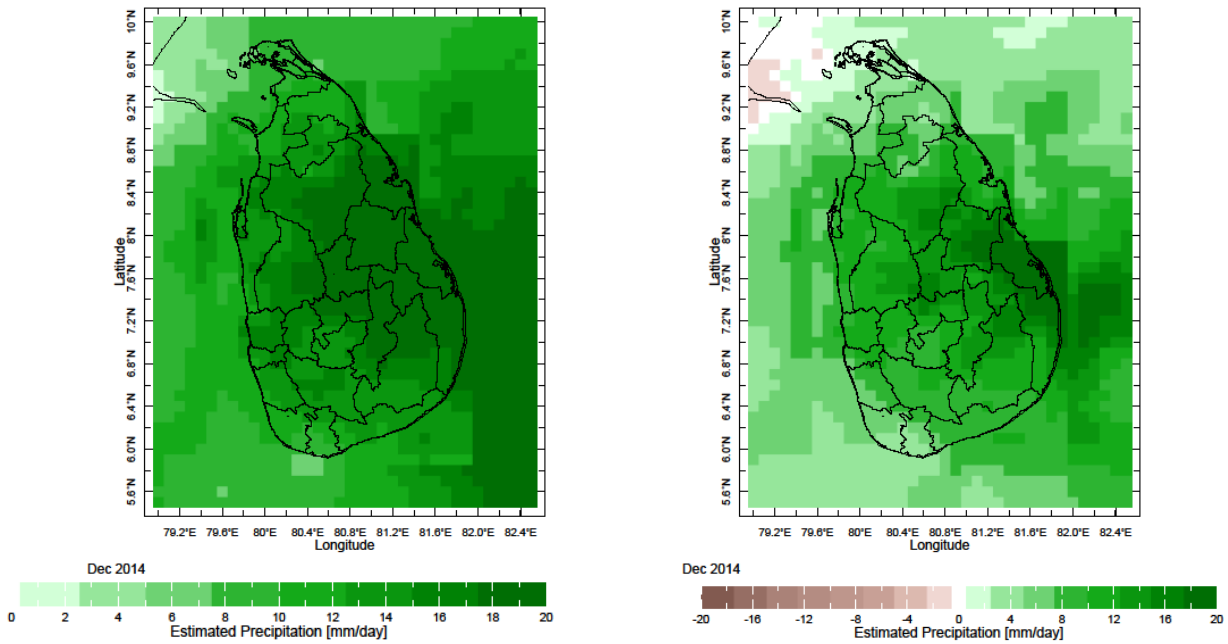 10°N
9.6°N
9.2°N
8.8°N
8.4°N
8°N
7.6°N
7.2°N
6.8°N
6.4°N
6.0°N
5.6°N
Latitude
79.2°E 79.6°E 80°E 80.4°E 80.8°E 81.2°E 81.6°E 82.0°E 82.4°E
Longitude
Dec 2014
0 2 4 6 8 10 12 14 16 18 20
Estimated Precipitation [mm/day]
10°N
9.6°N
9.2°N
8.8°N
8.4°N
8°N
7.6°N
7.2°N
6.8°N
6.4°N
6.0°N
5.6°N
Latitude
79.2°E 79.6°E 80°E 80.4°E 80.8°E 81.2°E 81.6°E 82.0°E 82.4°E
Longitude
Dec 2014
-20 -16 -12 -8 -4 0 4 8 12 16 20
Estimated Precipitation [mm/day]